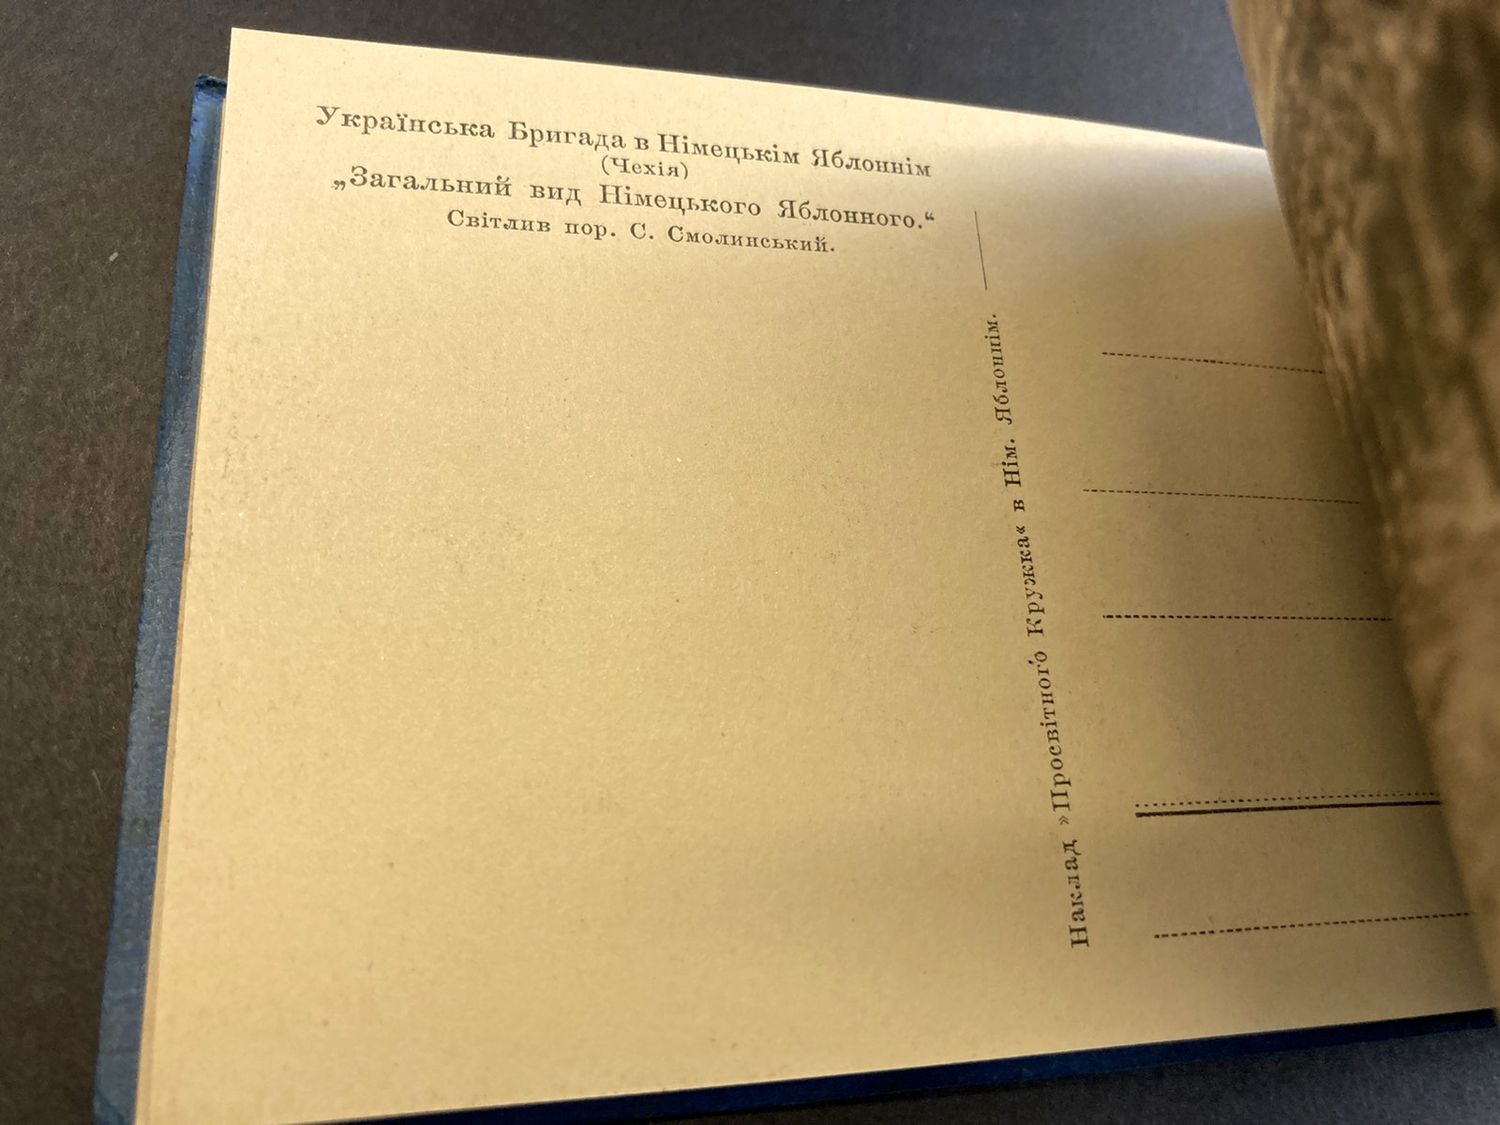 Українська Бригада в Німецькім Яблоннім
(Чехія)
„Загальний вид Німецького Яблонного.“
Світлив пор. С. Смолинський.
Наклад »Просвітного Кружка« в Нім. Яблоннім.